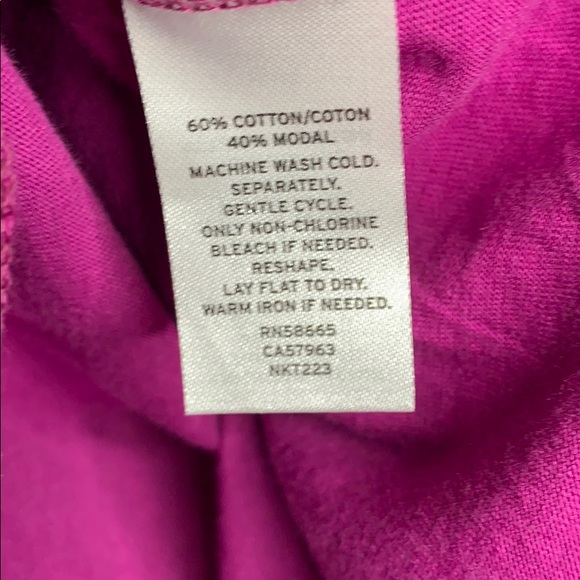 60% COTTON/COTON
40% MODAL
MACHINE WASH COLD.
SEPARATELY.
GENTLE CYCLE.
ONLY NON-CHLORINE
BLEACH IF NEEDED.
RESHAPE.
LAY FLAT TO DRY.
WARM IRON IF NEEDED.
RN58665
CA57963
NKT223